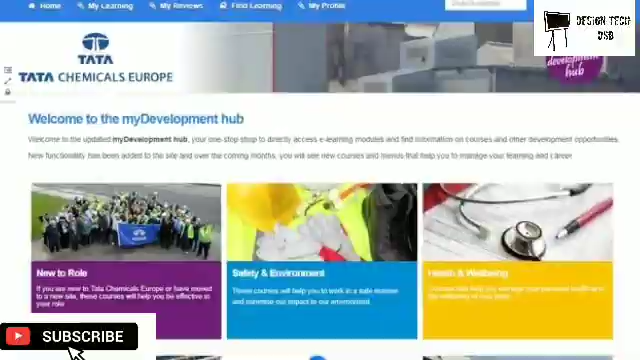 Home My Learning My Reviews Find Learning My Profile
DESIGN TECH
DSB
TATA
TATA CHEMICALS EUROPE
development
hub
Welcome to the myDevelopment hub
Welcome to the updated myDevelopment hub, your one-stop shop to directly access e-learning modules and find information on courses and other development opportunities.
New functionality has been added to the site and over the coming months, you will see new courses and menus that help you to manage your learning and career
New to Role
If you are new to Tata Chemicals Europe or have moved
to a new site, these courses will help you be effective in
your role
Safety & Environment
These courses will help you to work in a safe manner
and minimise our impact to our environment
Health & Wellbeing
SUBSCRIBE